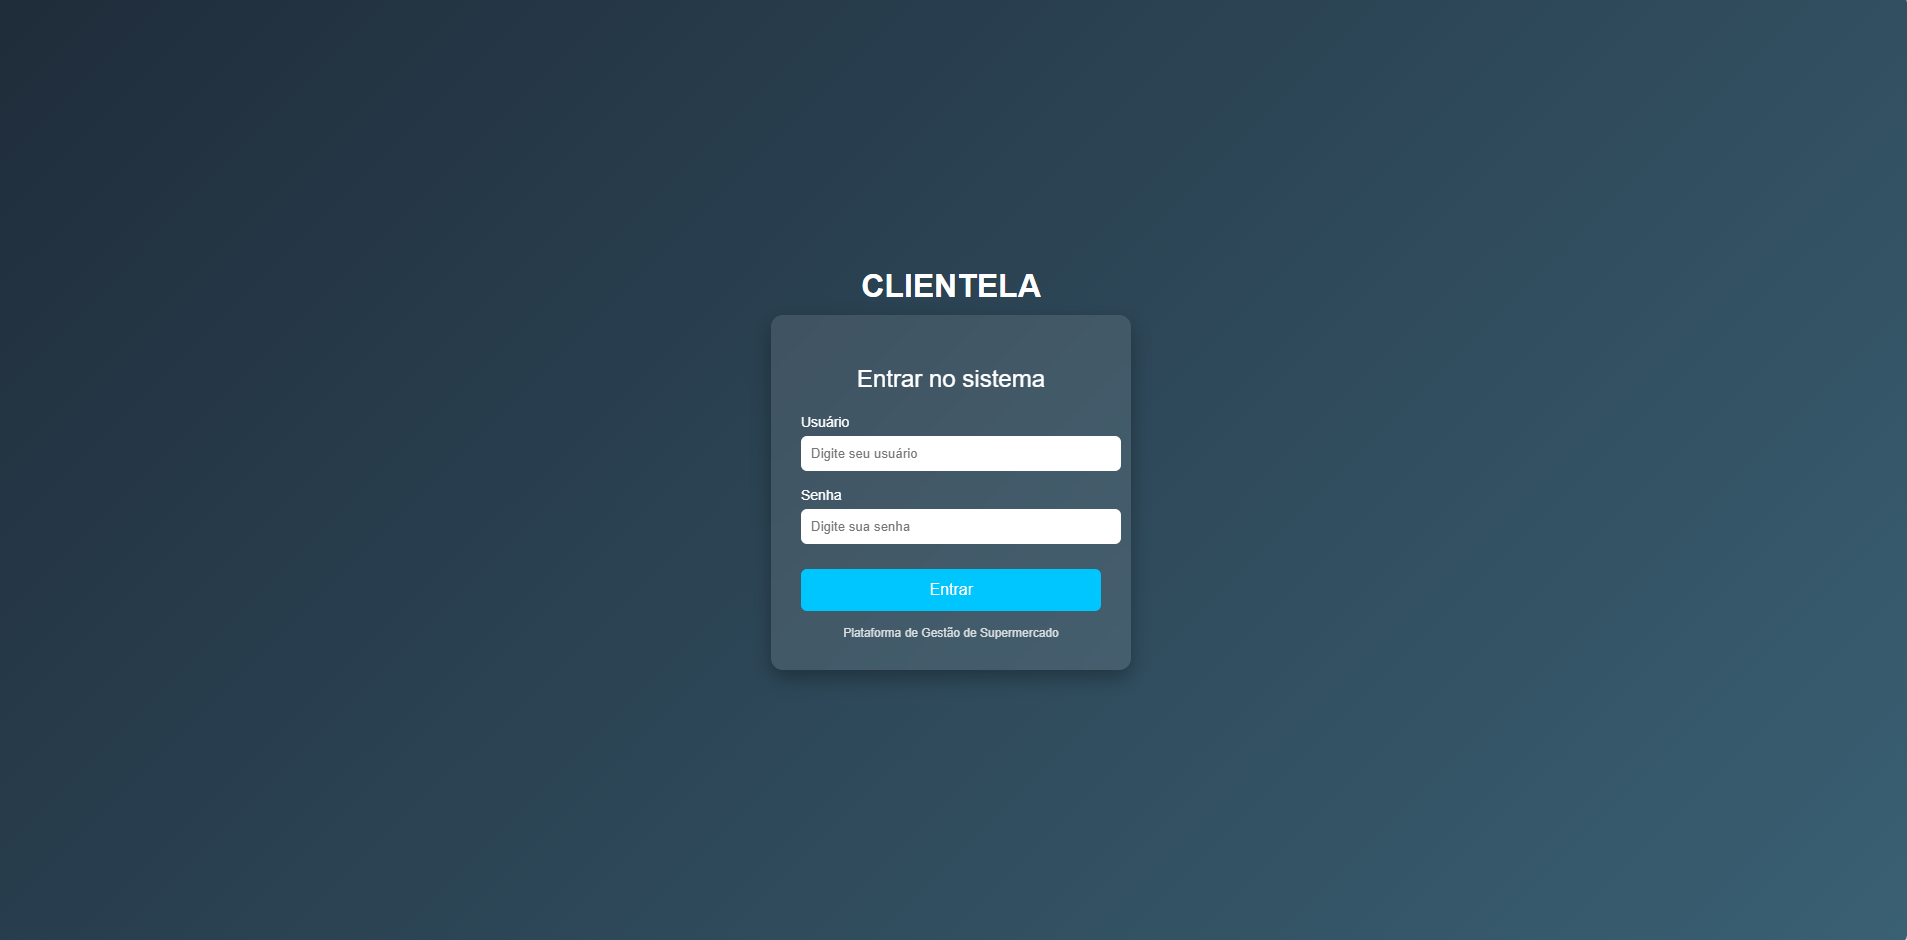 CLIENTELA
Entrar no sistema
Usuário
Digite seu usuário
Senha
Digite sua senha
Entrar
Plataforma de Gestão de Supermercado